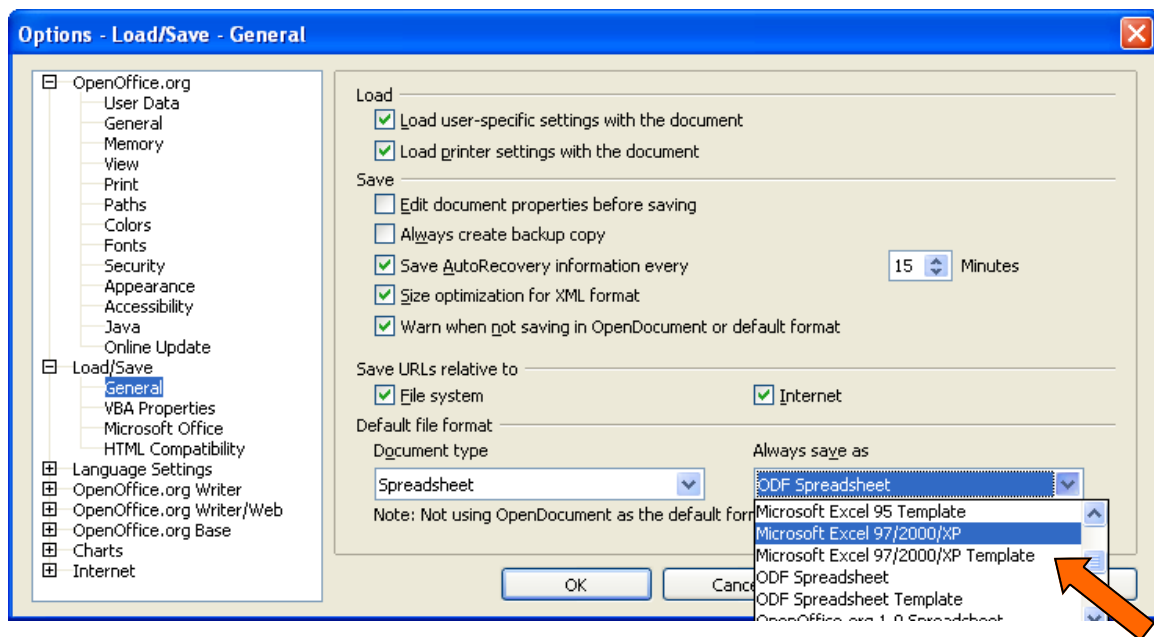 Options - Load/Save - General
OpenOffice.org
User Data
General
Memory
View
Print
Paths
Colors
Fonts
Security
Appearance
Accessibility
Java
Online Update
Load/Save
General
VBA Properties
Microsoft Office
HTML Compatibility
Language Settings
OpenOffice.org Writer
OpenOffice.org Writer/Web
OpenOffice.org Base
Charts
Internet
Load
Load user-specific settings with the document
Load printer settings with the document
Save
Edit document properties before saving
Always create backup copy
Save AutoRecovery information every 15 Minutes
Size optimization for XML format
Warn when not saving in OpenDocument or default format
Save URLs relative to
File system Internet
Default file format
Document type Always save as
Spreadsheet ODF Spreadsheet
Note: Not using OpenDocument as the default
Microsoft Excel 95 Template
Microsoft Excel 97/2000/XP
Microsoft Excel 97/2000/XP Template
ODF Spreadsheet
ODF Spreadsheet Template
OpenOffice.org 1.0 Spreadsheet
OK